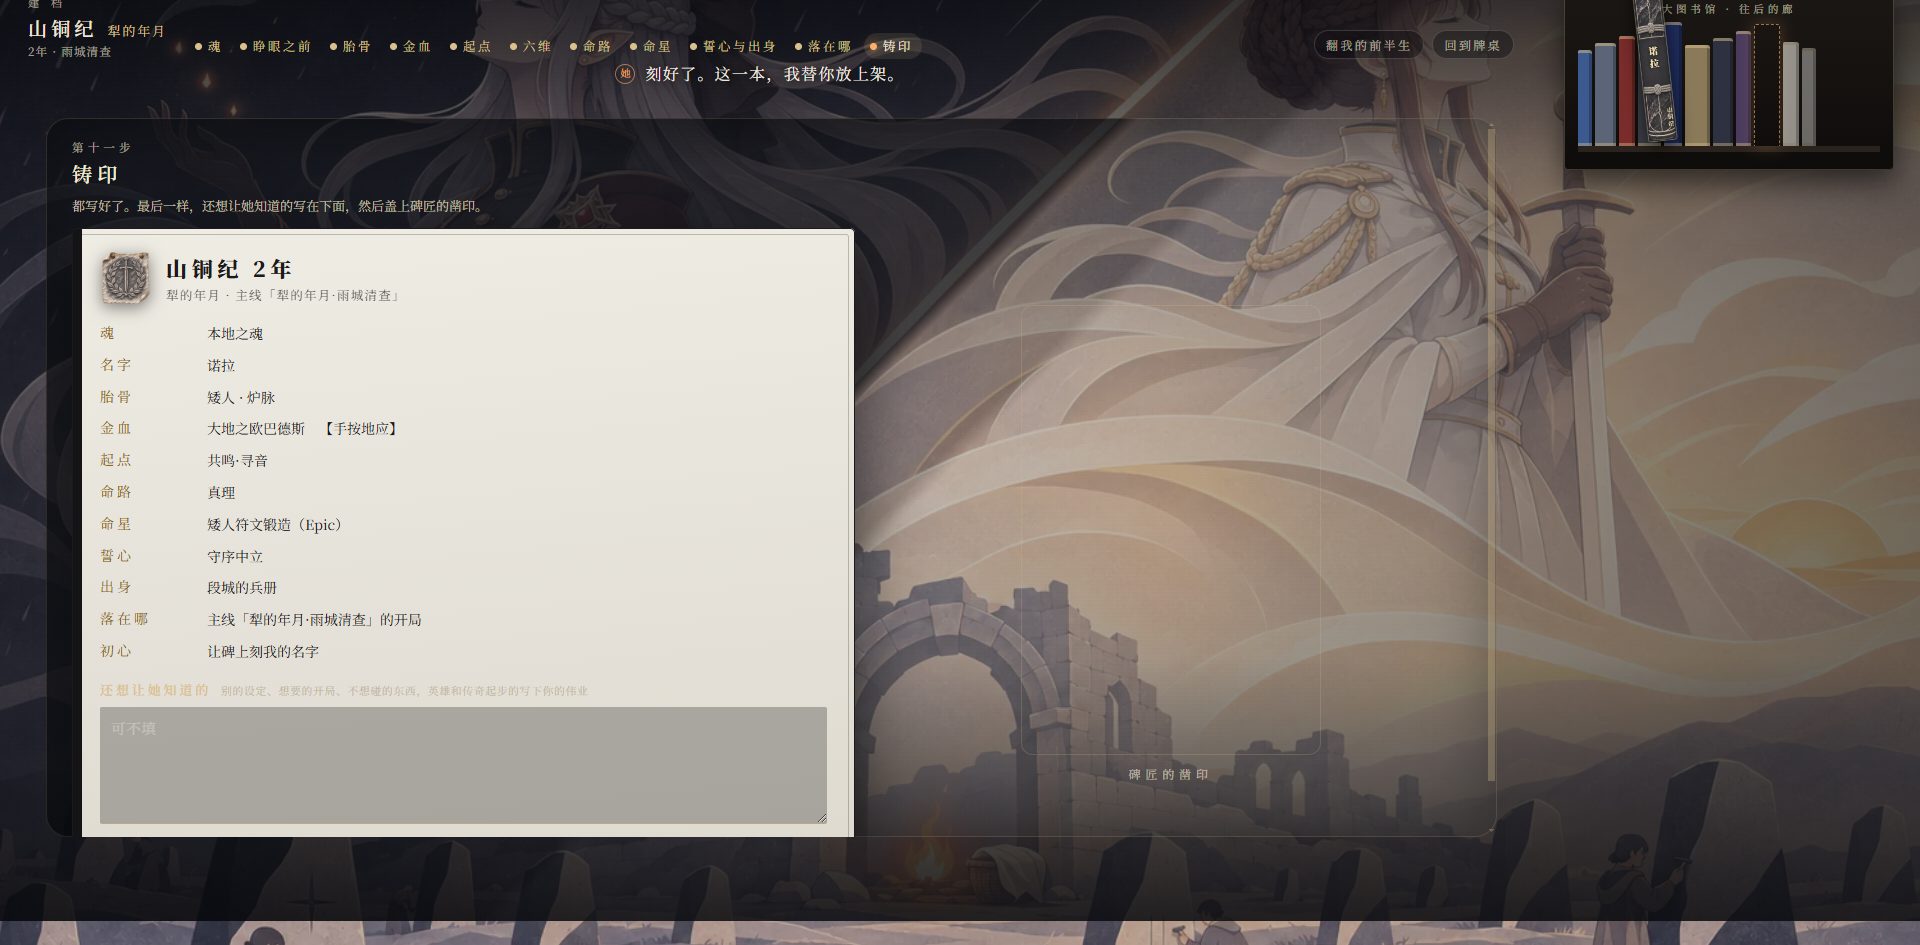 建档
山铜纪 犁的年月
2年 · 雨城清查
魂 睁眼之前 胎骨 金血 起点 六维 命路 命星 誓心与出身 落在哪 铸印
翻我的前半生 回到牌桌
她 刻好了。这一本，我替你放上架。
大图书馆 · 往后的廊
诺拉
山铜纪
第十一步
铸印
都写好了。最后一样，还想让她知道的写在下面，然后盖上碑匠的凿印。
山铜纪 2年
犁的年月 · 主线「犁的年月·雨城清查」
魂 本地之魂
名字 诺拉
胎骨 矮人 · 炉脉
金血 大地之欧巴德斯 【手按地应】
起点 共鸣·寻音
命路 真理
命星 矮人符文锻造（Epic）
誓心 守序中立
出身 段城的兵册
落在哪 主线「犁的年月·雨城清查」的开局
初心 让碑上刻我的名字
还想让她知道的 别的设定、想要的开局、不想碰的东西，英雄和传奇起步的写下你的伟业
可不填
碑匠的凿印